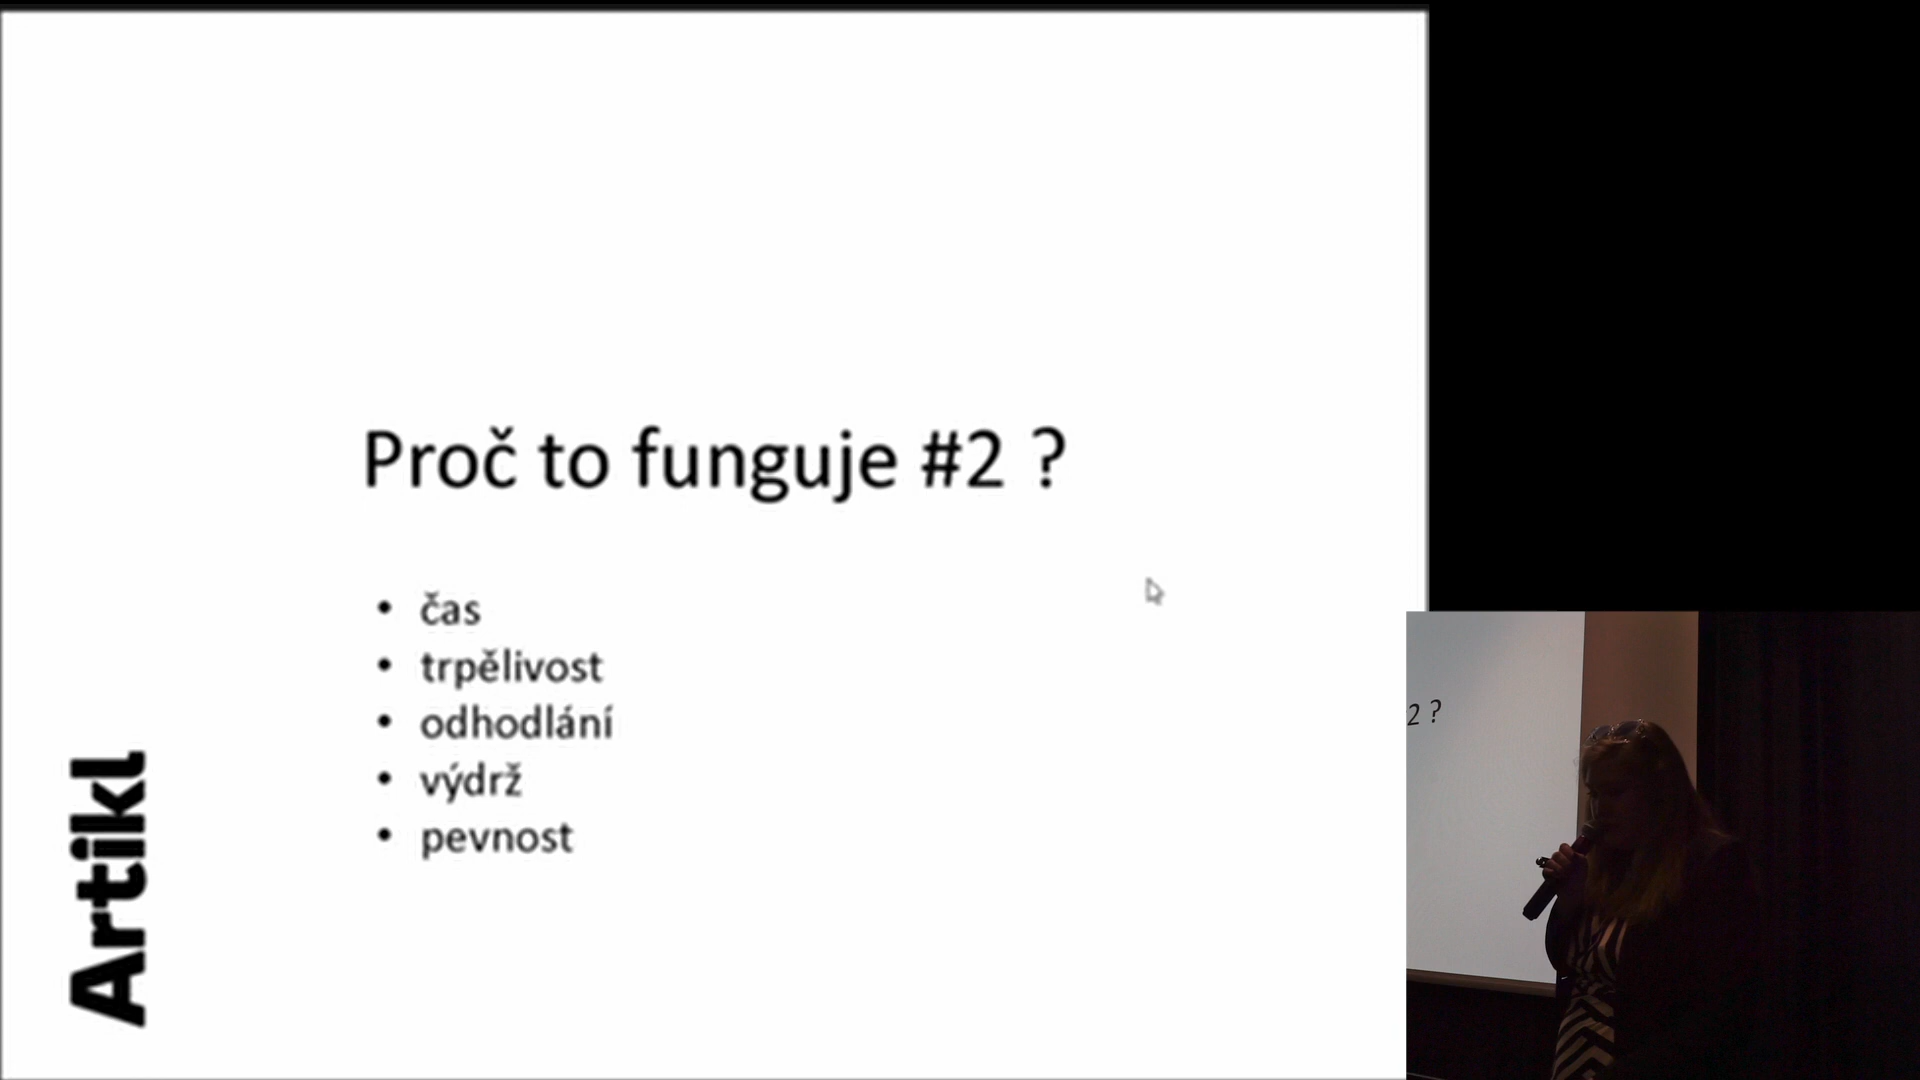 Proč to funguje #2 ?
• čas
• trpělivost
• odhodlání
• výdrž
• pevnost
Artikl
2 ?